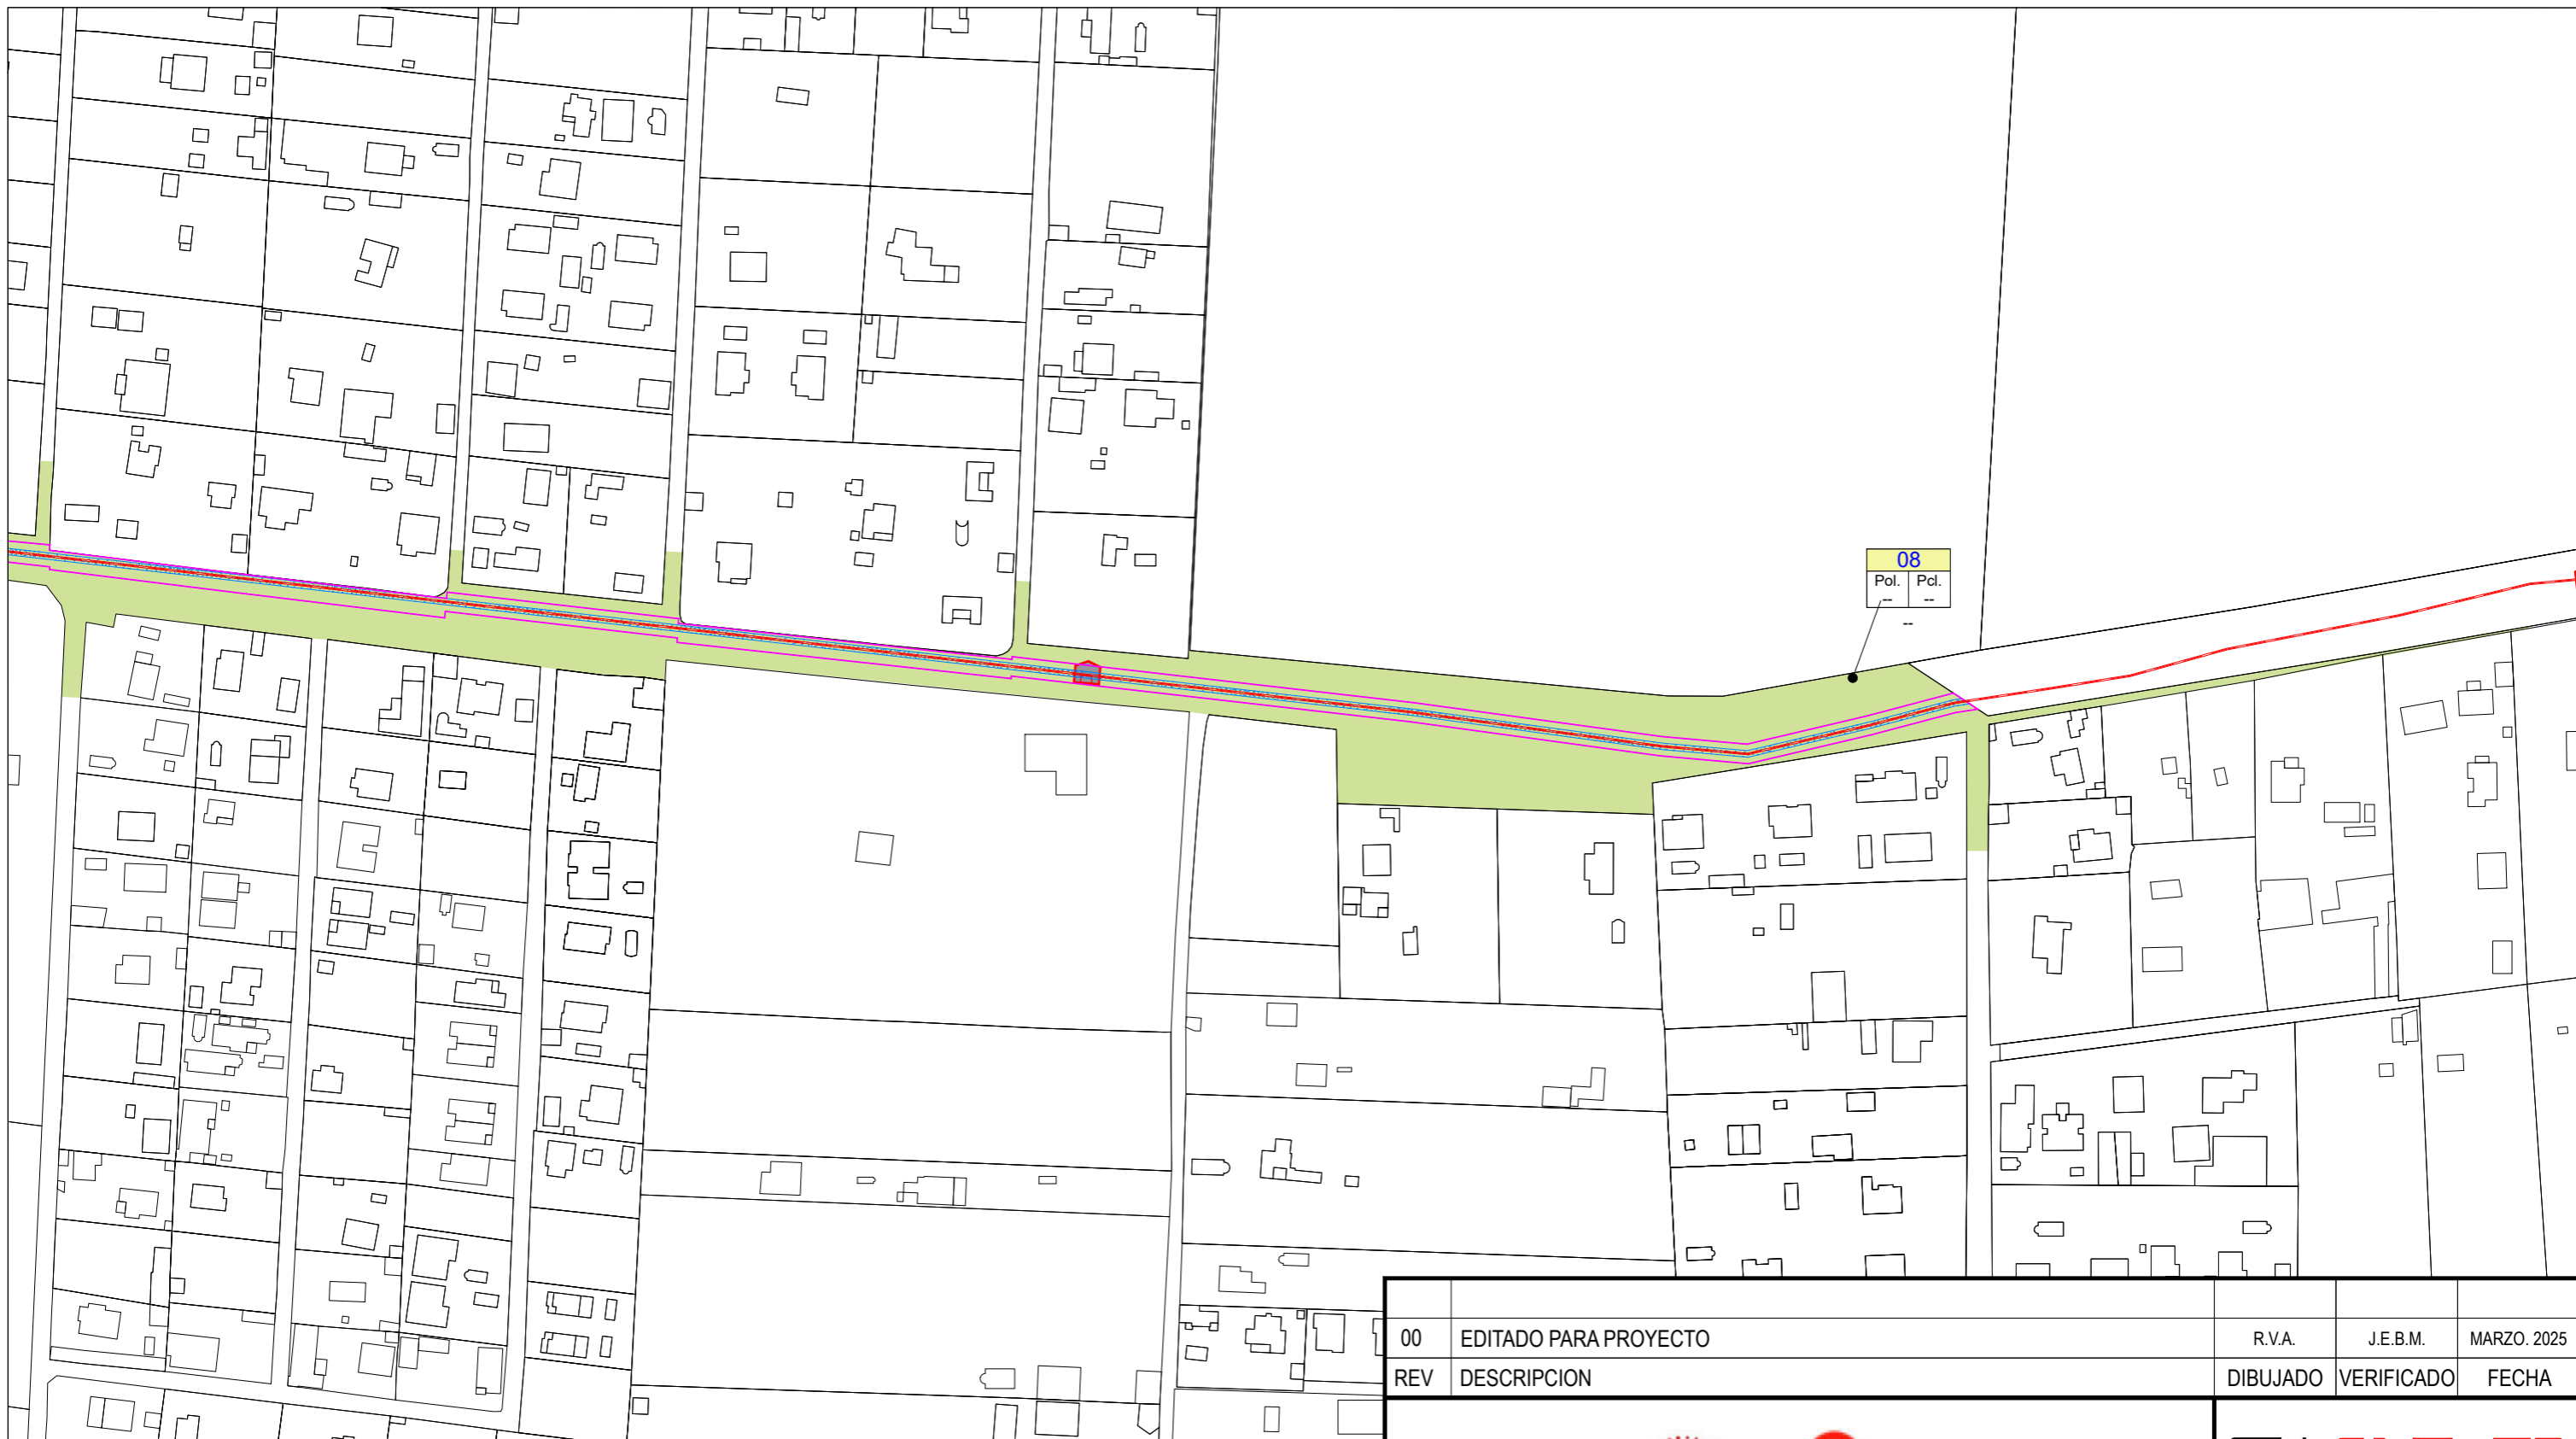 08
Pol. Pcl.
-- --
--
00 EDITADO PARA PROYECTO R.V.A. J.E.B.M. MARZO. 2025
REV DESCRIPCION DIBUJADO VERIFICADO FECHA